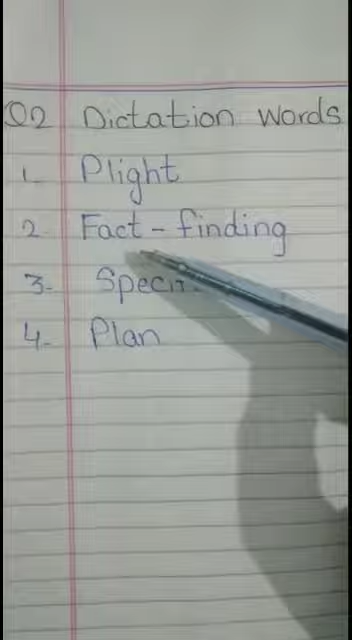 Q2 Dictation words
1. Plight
2. Fact-finding
3.
4. Plan